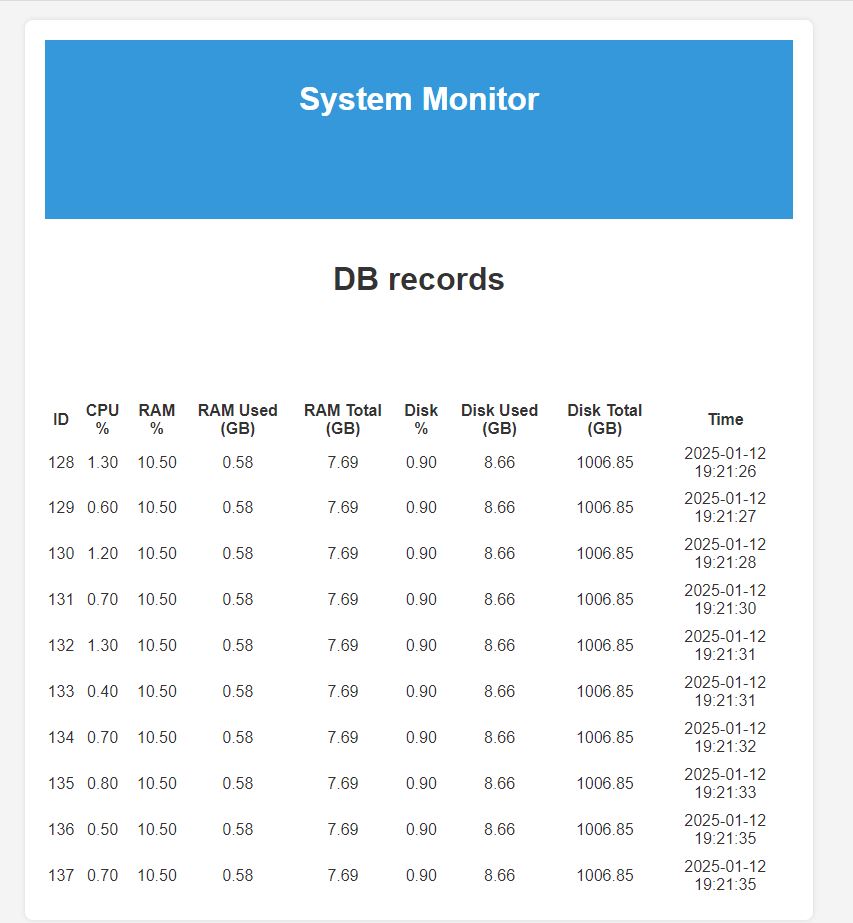 System Monitor
DB records
ID CPU % RAM % RAM Used (GB) RAM Total (GB) Disk % Disk Used (GB) Disk Total (GB) Time
128 1.30 10.50 0.58 7.69 0.90 8.66 1006.85 2025-01-12 19:21:26
129 0.60 10.50 0.58 7.69 0.90 8.66 1006.85 2025-01-12 19:21:27
130 1.20 10.50 0.58 7.69 0.90 8.66 1006.85 2025-01-12 19:21:28
131 0.70 10.50 0.58 7.69 0.90 8.66 1006.85 2025-01-12 19:21:30
132 1.30 10.50 0.58 7.69 0.90 8.66 1006.85 2025-01-12 19:21:31
133 0.40 10.50 0.58 7.69 0.90 8.66 1006.85 2025-01-12 19:21:31
134 0.70 10.50 0.58 7.69 0.90 8.66 1006.85 2025-01-12 19:21:32
135 0.80 10.50 0.58 7.69 0.90 8.66 1006.85 2025-01-12 19:21:33
136 0.50 10.50 0.58 7.69 0.90 8.66 1006.85 2025-01-12 19:21:35
137 0.70 10.50 0.58 7.69 0.90 8.66 1006.85 2025-01-12 19:21:35